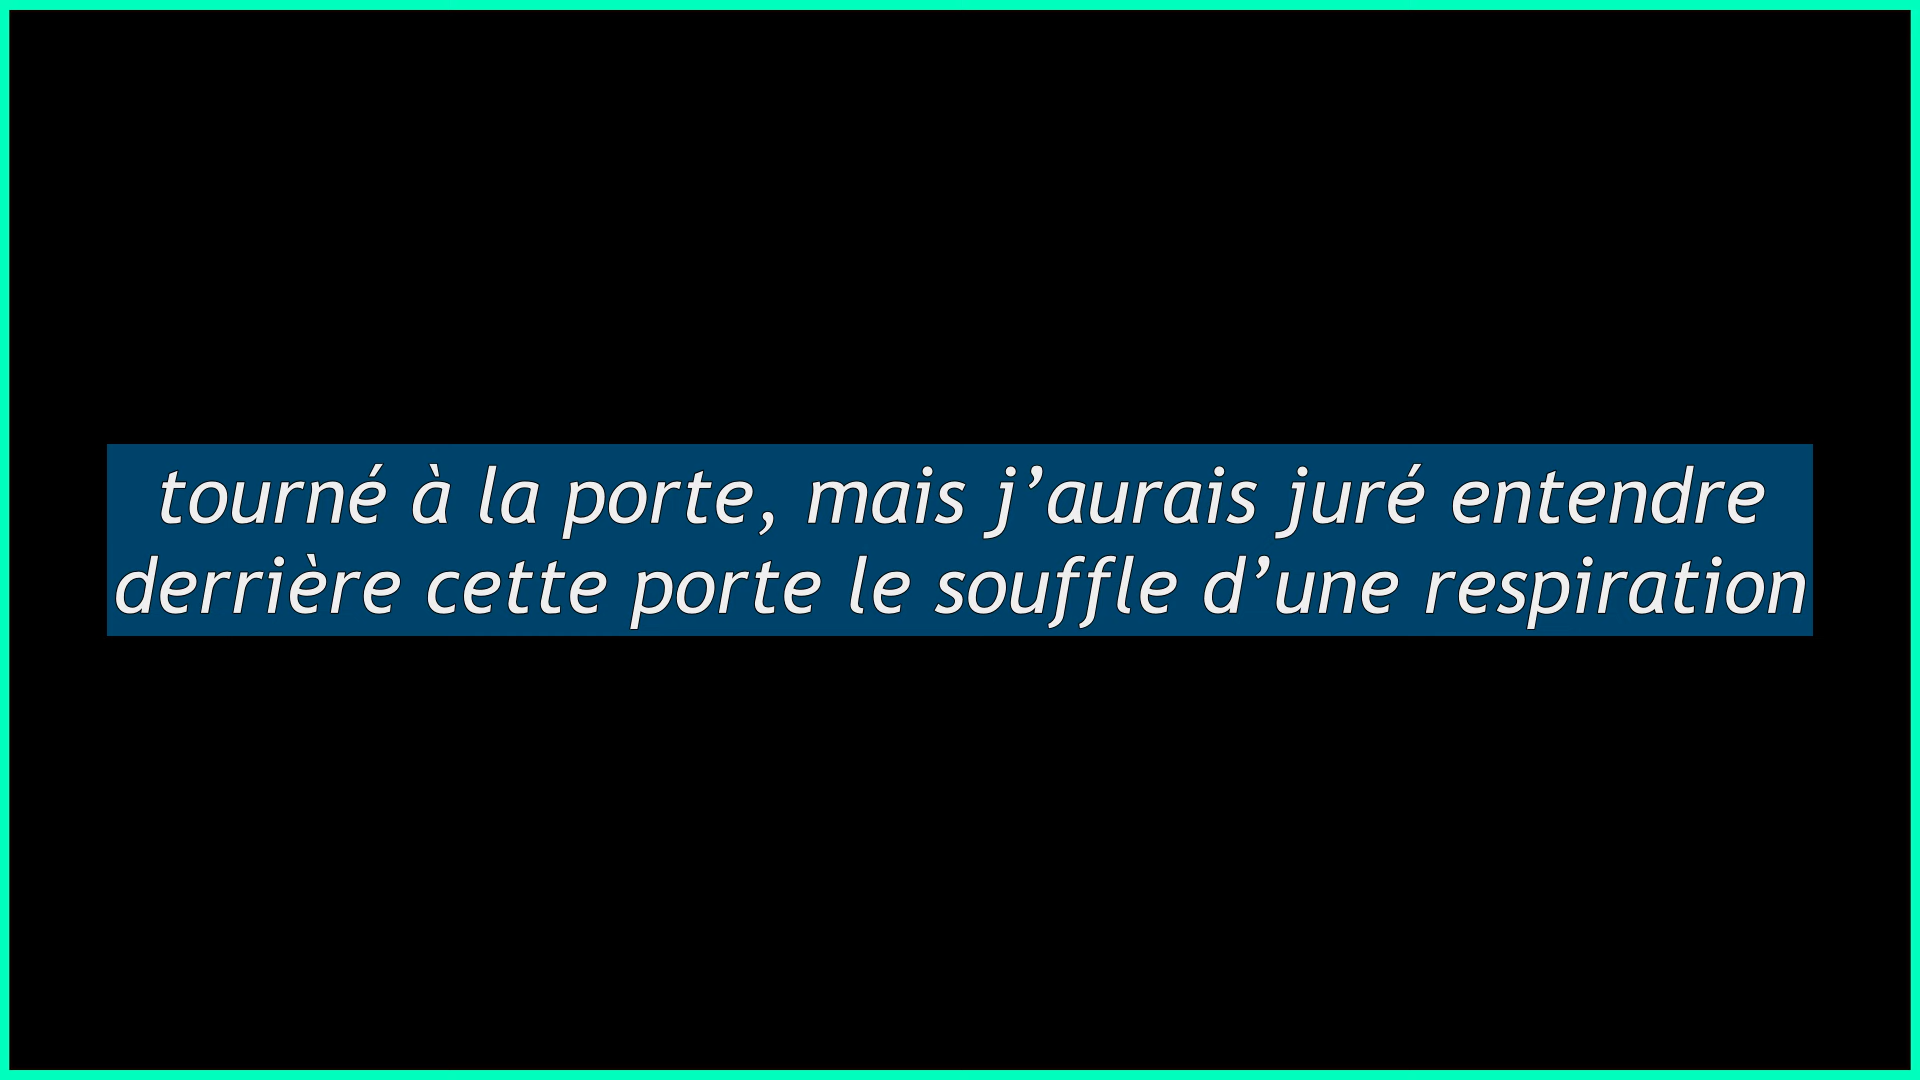 tourné à la porte, mais j’aurais juré entendre
derrière cette porte le souffle d’une respiration